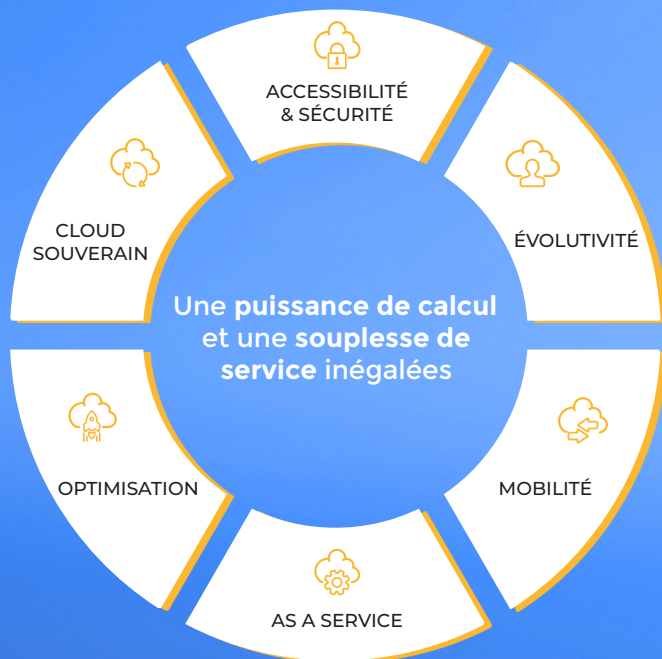 ACCESSIBILITÉ
& SÉCURITÉ
ÉVOLUTIVITÉ
MOBILITÉ
AS A SERVICE
OPTIMISATION
CLOUD
SOUVERAIN
Une puissance de calcul
et une souplesse de
service inégalées